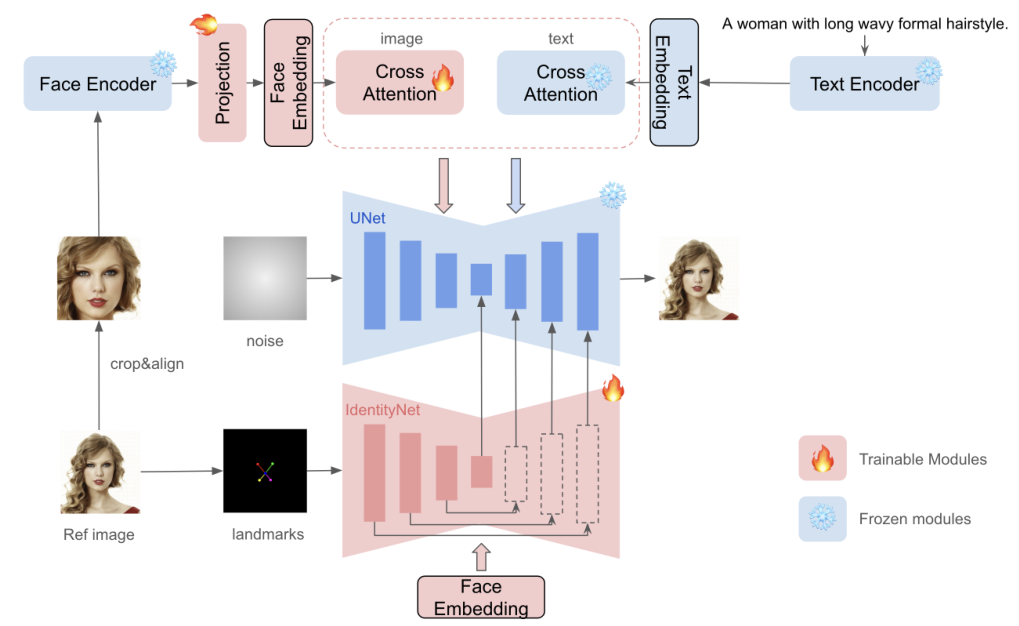 A woman with long wavy formal hairstyle.
image
text
Face Encoder
Projection
Face
Embedding
Cross
Attention
Cross
Attention
Text
Embedding
Text Encoder
UNet
noise
crop&align
IdentityNet
Ref image
landmarks
Trainable Modules
Frozen modules
Face
Embedding